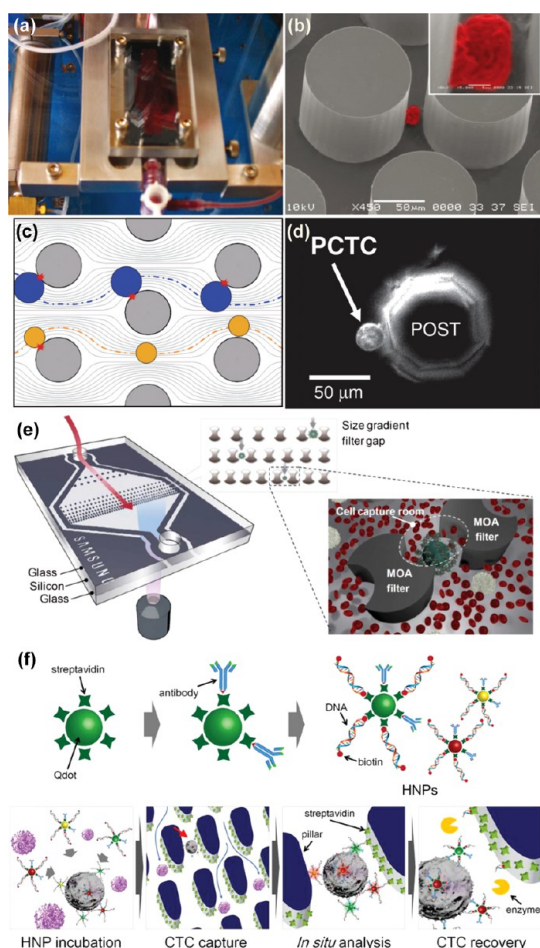 (a)
(b)
10kV X450 50μm 0000 33 37 SEI
(c)
(d)
PCTC
POST
50 μm
(e)
Size gradient
filter gap
Cell capture room
MOA
filter
MOA
filter
SAMSUNG
Glass
Silicon
Glass
(f)
streptavidin
antibody
Qdot
DNA
biotin
HNPs
streptavidin
pillar
enzyme
HNP incubation
CTC capture
In situ analysis
CTC recovery